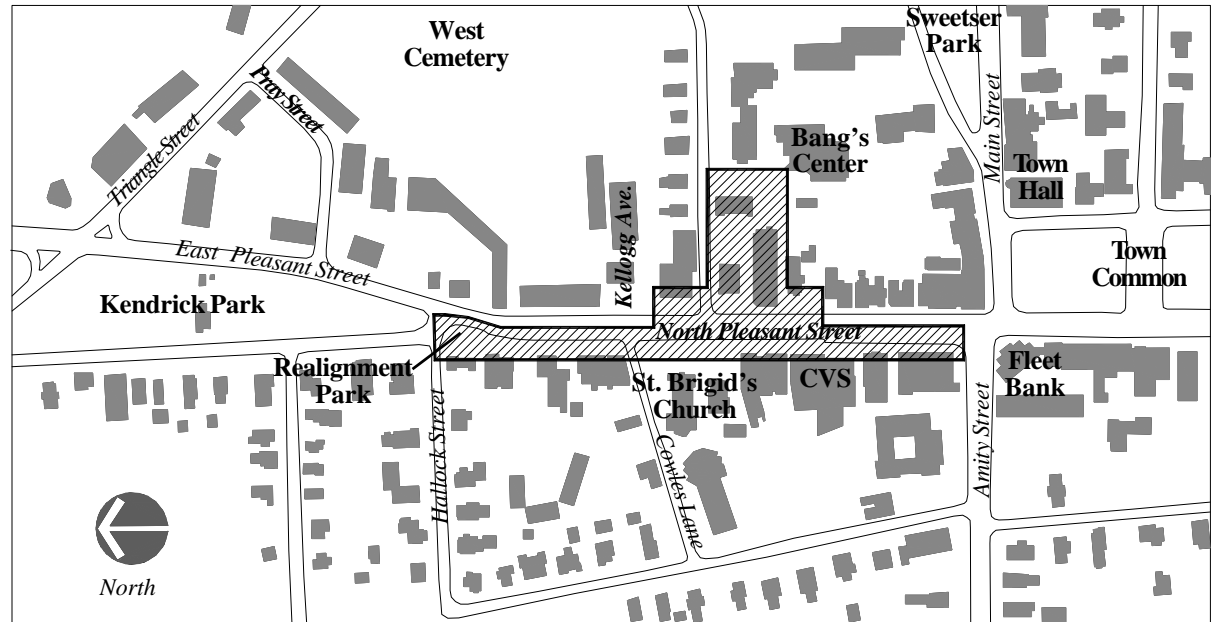 West
Cemetery
Sweetser
Park
Pray Street
Triangle Street
Main Street
Bang's
Center
Town
Hall
Kellogg Ave.
East Pleasant Street
Town
Common
Kendrick Park
North Pleasant Street
Realignment
Park
St. Brigid's
Church
CVS
Fleet
Bank
Hallock Street
Cowles Lane
Amity Street
North